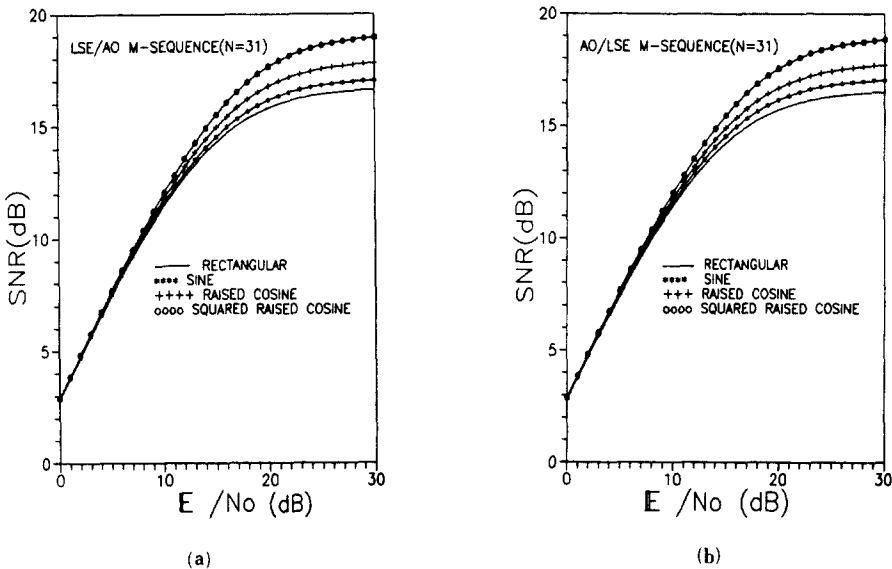 20
15
10
5
0
SNR(dB)
LSE/AO M-SEQUENCE(N=31)
RECTANGULAR
**** SINE
++++ RAISED COSINE
oooo SQUARED RAISED COSINE
0 10 20 30
E /No (dB)
(a)
20
15
10
5
0
SNR(dB)
AO/LSE M-SEQUENCE(N=31)
RECTANGULAR
**** SINE
+++ RAISED COSINE
oooo SQUARED RAISED COSINE
0 10 20 30
E /No (dB)
(b)